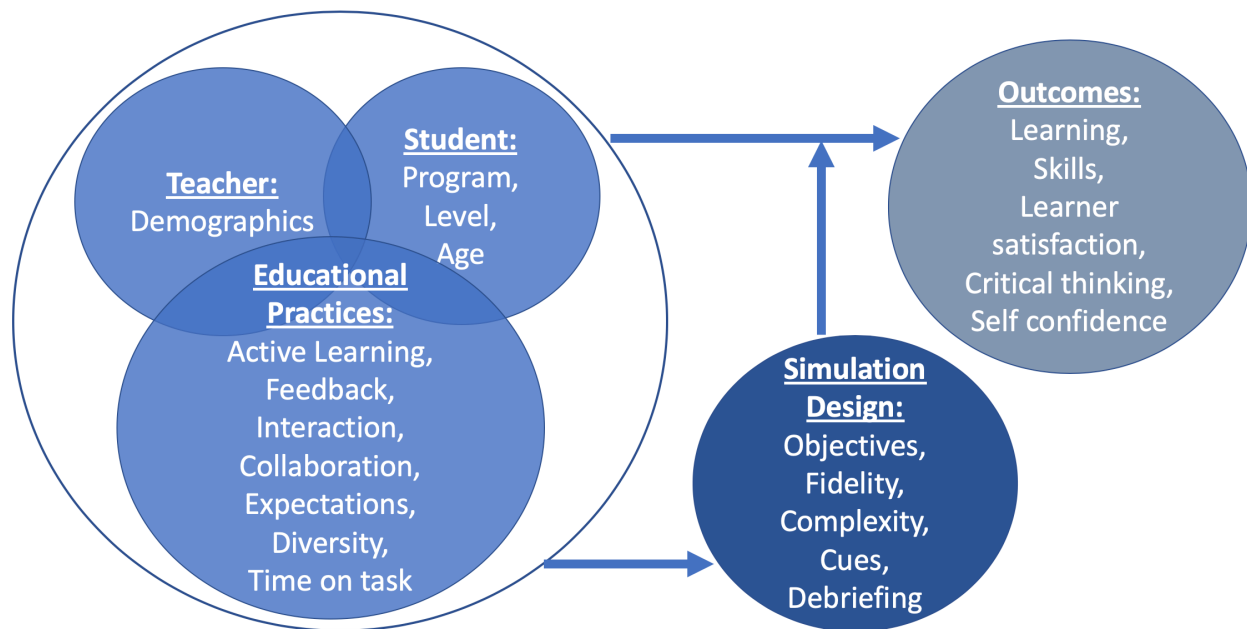 Teacher:
Demographics
Student:
Program,
Level,
Age
Educational
Practices:
Active Learning,
Feedback,
Interaction,
Collaboration,
Expectations,
Diversity,
Time on task
Simulation
Design:
Objectives,
Fidelity,
Complexity,
Cues,
Debriefing
Outcomes:
Learning,
Skills,
Learner
satisfaction,
Critical thinking,
Self confidence